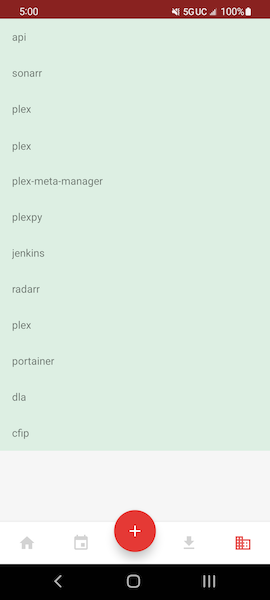 5:00 5G UC 100%
api
sonarr
plex
plex
plex-meta-manager
plexpy
jenkins
radarr
plex
portainer
dla
cfip